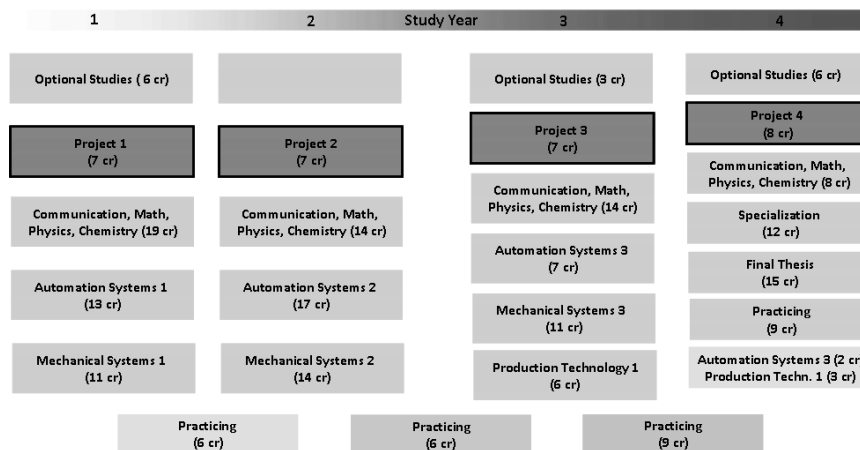 1 2 Study Year 3 4
Optional Studies ( 6 cr)
Optional Studies (3 cr)
Optional Studies (6 cr)
Project 1
(7 cr)
Project 2
(7 cr)
Project 3
(7 cr)
Project 4
(8 cr)
Communication, Math,
Physics, Chemistry (19 cr)
Communication, Math,
Physics, Chemistry (14 cr)
Communication, Math,
Physics, Chemistry (14 cr)
Communication, Math,
Physics, Chemistry (8 cr)
Specialization
(12 cr)
Automation Systems 1
(13 cr)
Automation Systems 2
(17 cr)
Automation Systems 3
(7 cr)
Final Thesis
(15 cr)
Mechanical Systems 1
(11 cr)
Mechanical Systems 2
(14 cr)
Mechanical Systems 3
(11 cr)
Practicing
(9 cr)
Production Technology 1
(6 cr)
Automation Systems 3 (2 cr
Production Techn. 1 (3 cr)
Practicing
(6 cr)
Practicing
(6 cr)
Practicing
(9 cr)